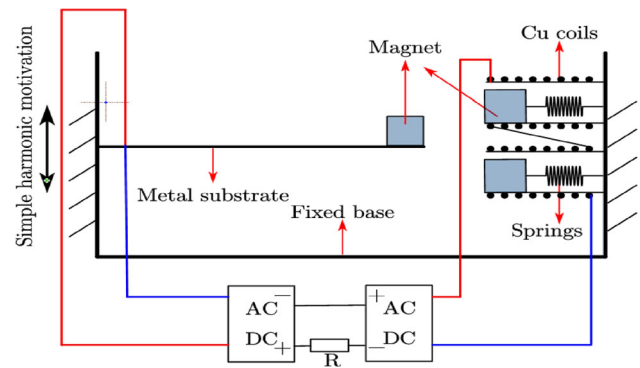 Cu coils
Magnet
Simple harmonic motivation
Metal substrate
Fixed base
Springs
AC −
DC +
R
+ AC
− DC